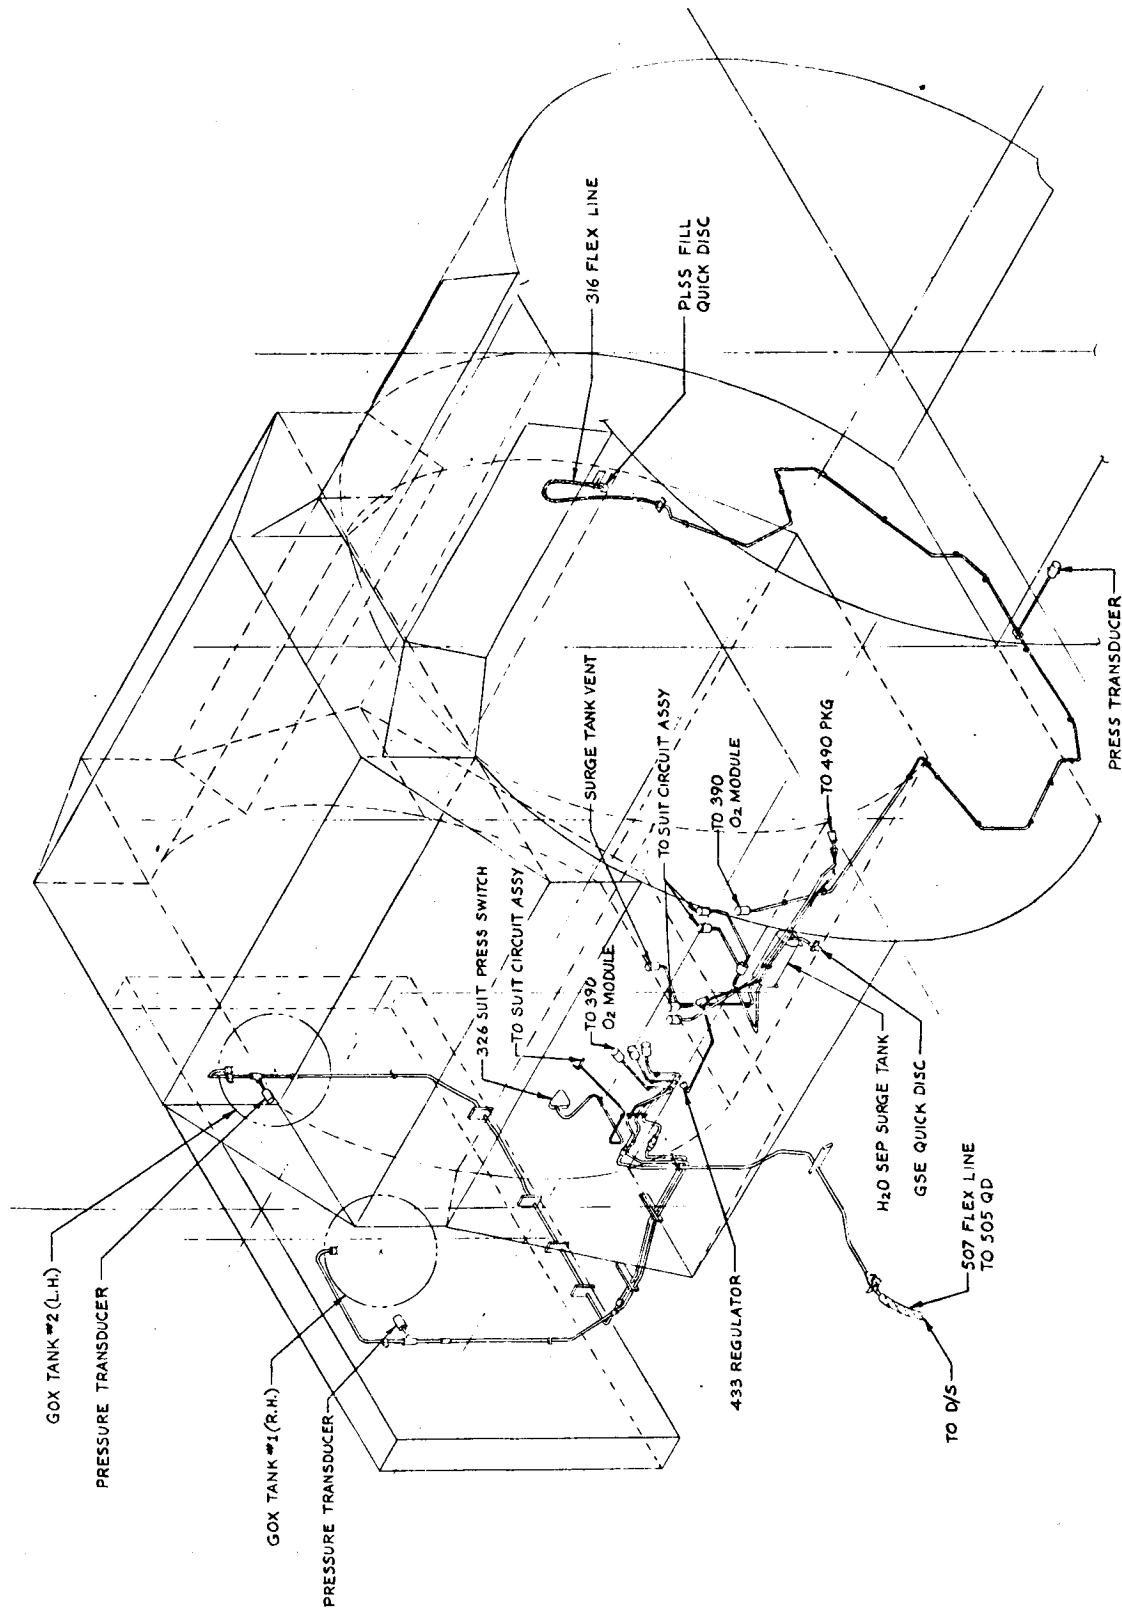 GOX TANK #2 (L.H.)
PRESSURE TRANSDUCER
GOX TANK #1 (R.H.)
PRESSURE TRANSDUCER
326 SUIT PRESS SWITCH
TO SUIT CIRCUIT ASSY
TO 390
O2 MODULE
SURGE TANK VENT
TO SUIT CIRCUIT ASSY
TO 390
O2 MODULE
TO 490 PKG
316 FLEX LINE
PLSS FILL
QUICK DISC
433 REGULATOR
H2O SEP SURGE TANK
GSE QUICK DISC
507 FLEX LINE
TO 505 QD
TO D/S
PRESS TRANSDUCER